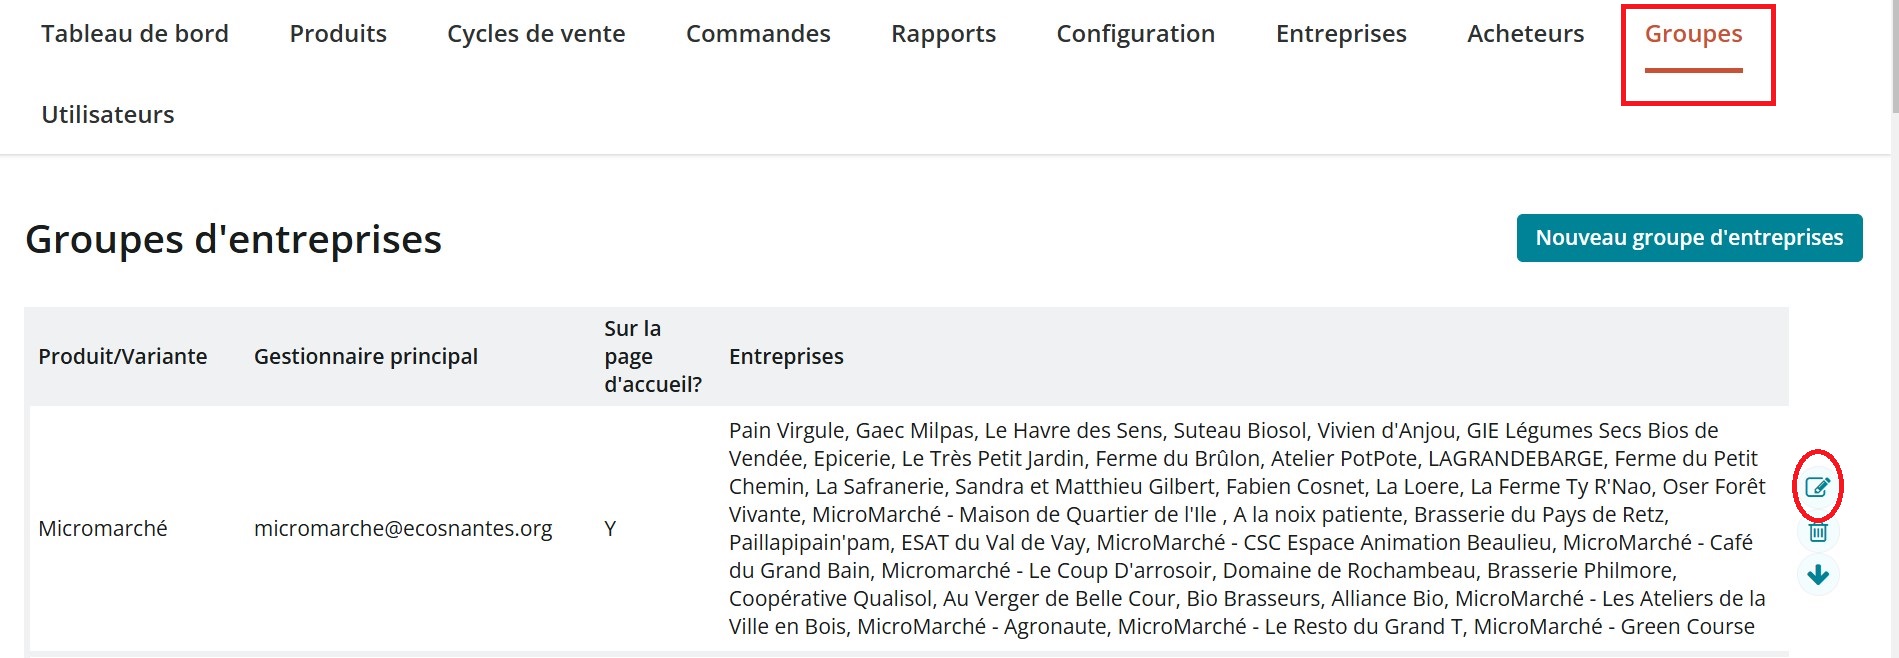 Tableau de bord Produits Cycles de vente Commandes Rapports Configuration Entreprises Acheteurs Groupes
Utilisateurs
Groupes d'entreprises
Nouveau groupe d'entreprises
Produit/Variante Gestionnaire principal Sur la page d'accueil? Entreprises
Micromarché micromarche@ecosnantes.org Y
Pain Virgule, Gaec Milpas, Le Havre des Sens, Suteau Biosol, Vivien d'Anjou, GIE Légumes Secs Bios de
Vendée, Epicerie, Le Très Petit Jardin, Ferme du Brûlon, Atelier PotPote, LAGRANDEBARGE, Ferme du Petit
Chemin, La Safranerie, Sandra et Matthieu Gilbert, Fabien Cosnet, La Loere, La Ferme Ty R'Nao, Oser Forêt
Vivante, MicroMarché - Maison de Quartier de l'Ile , A la noix patiente, Brasserie du Pays de Retz,
Paillapipain'pam, ESAT du Val de Vay, MicroMarché - CSC Espace Animation Beaulieu, MicroMarché - Café
du Grand Bain, Micromarché - Le Coup D'arrosoir, Domaine de Rochambeau, Brasserie Philmore,
Coopérative Qualisol, Au Verger de Belle Cour, Bio Brasseurs, Alliance Bio, MicroMarché - Les Ateliers de la
Ville en Bois, MicroMarché - Agronaute, MicroMarché - Le Resto du Grand T, MicroMarché - Green Course